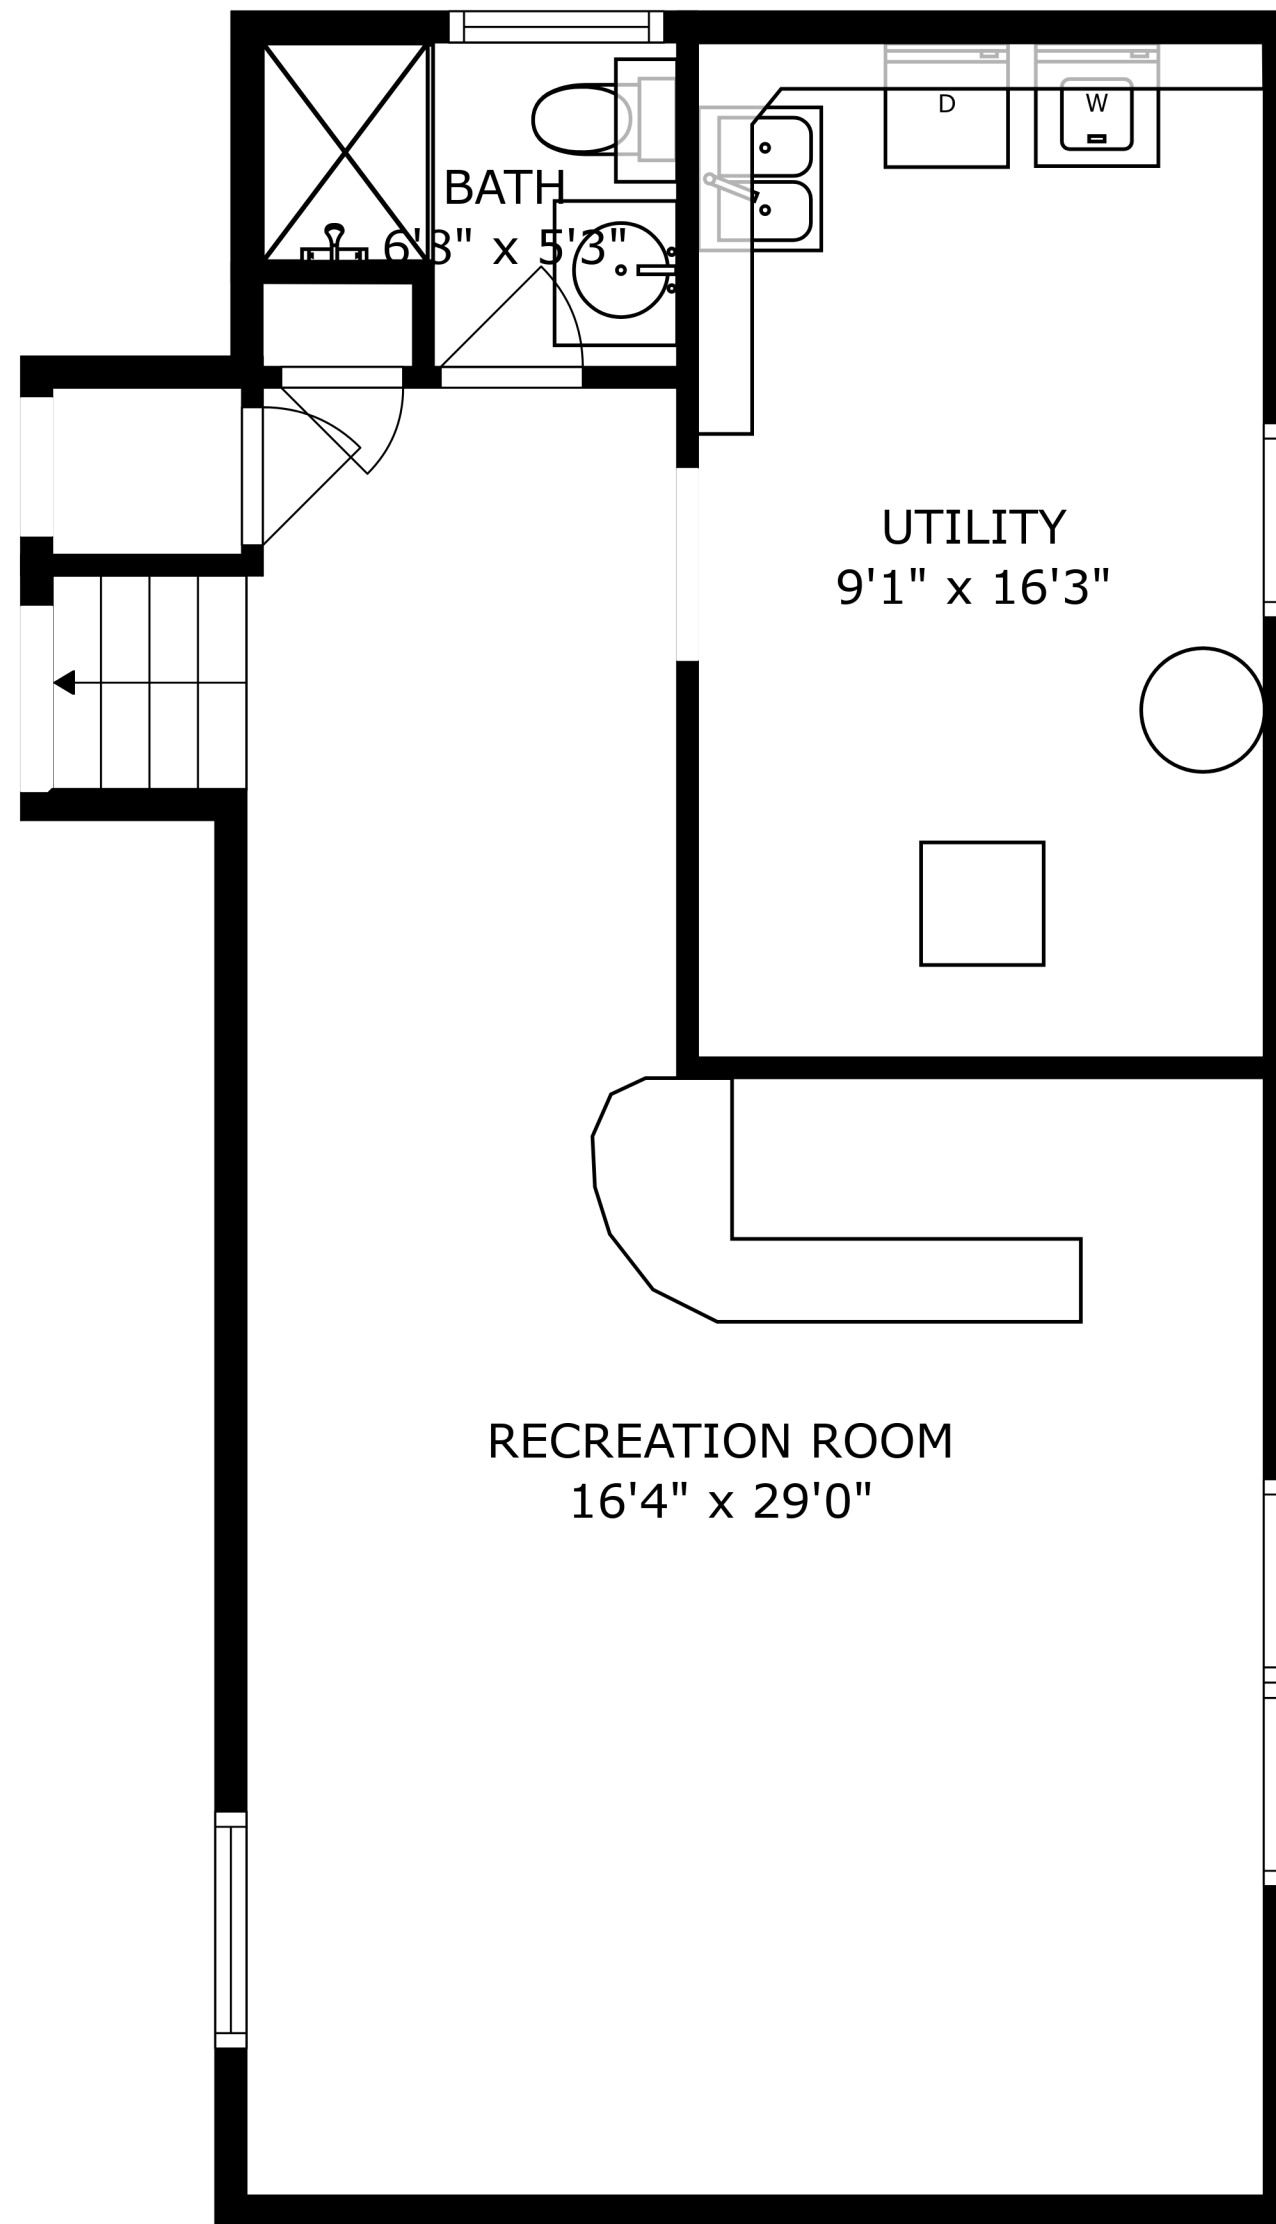 BATH
6'8" x 5'3"
D
W
UTILITY
9'1" x 16'3"
RECREATION ROOM
16'4" x 29'0"